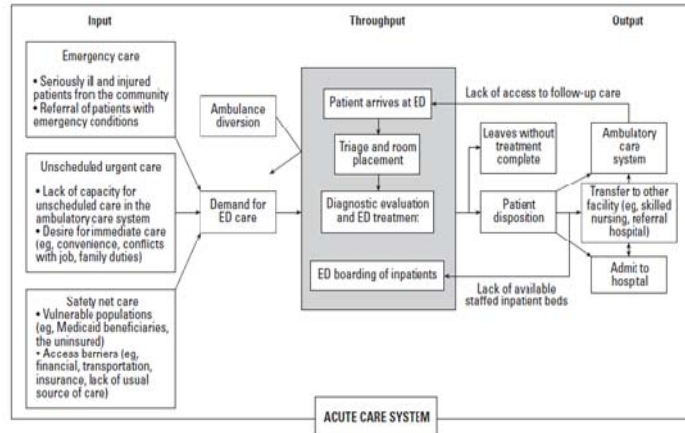 Input
Throughput
Output
Emergency care
• Seriously ill and injured
patients from the community
• Referral of patients with
emergency conditions
Unscheduled urgent care
• Lack of capacity for
unscheduled care in the
ambulatory care system
• Desire for immediate care
(eg, convenience, conflicts
with job, family duties)
Safety net care
• Vulnerable populations
(eg, Medicaid beneficiaries,
the uninsured)
• Access barriers (eg,
financial, transportation,
insurance, lack of usual
source of care)
Ambulance
diversion
Demand for
ED care
Patient arrives at ED
Triage and room
placement
Diagnostic evaluation
and ED treatment
ED boarding of inpatients
Lack of access to follow-up care
Leaves without
treatment
complete
Patient
disposition
Lack of available
staffed inpatient beds
Ambulatory
care
system
Transfer to other
facility (eg, skilled
nursing, referral
hospital)
Admit to
hospital
ACUTE CARE SYSTEM